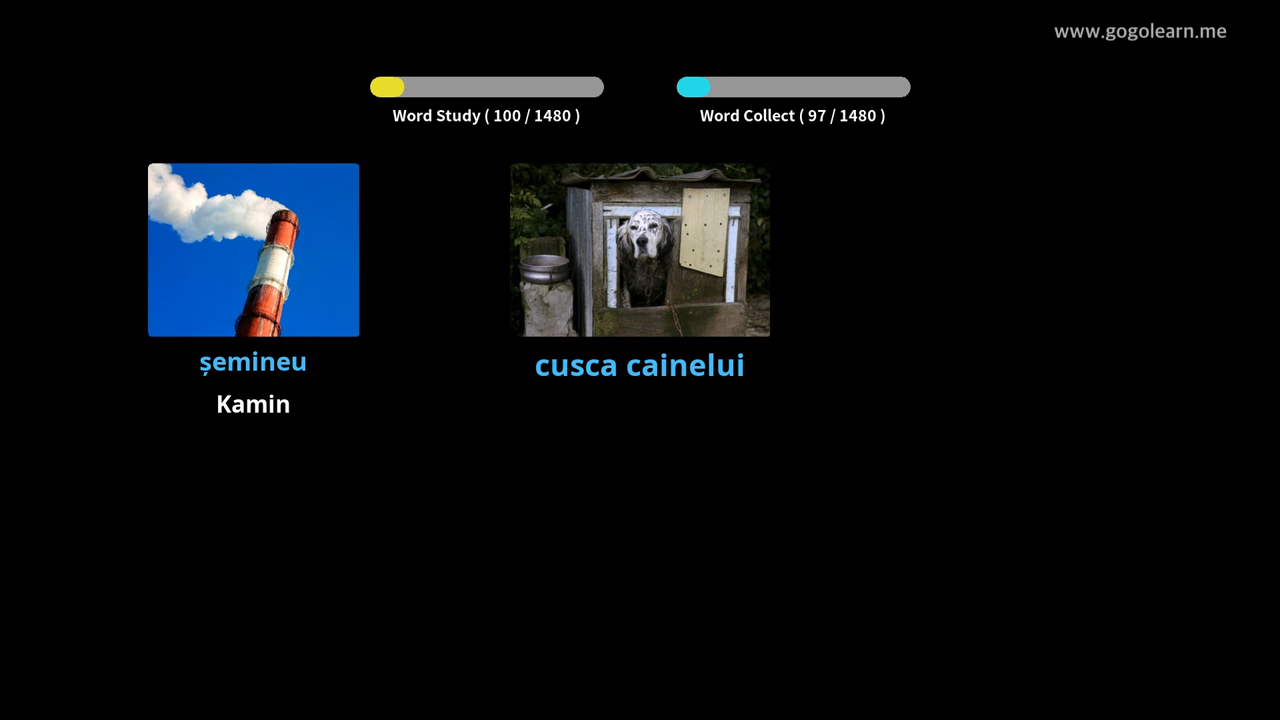 www.gogolearn.me
Word Study ( 100 / 1480 )
Word Collect ( 97 / 1480 )
șemineu
Kamin
cusca cainelui